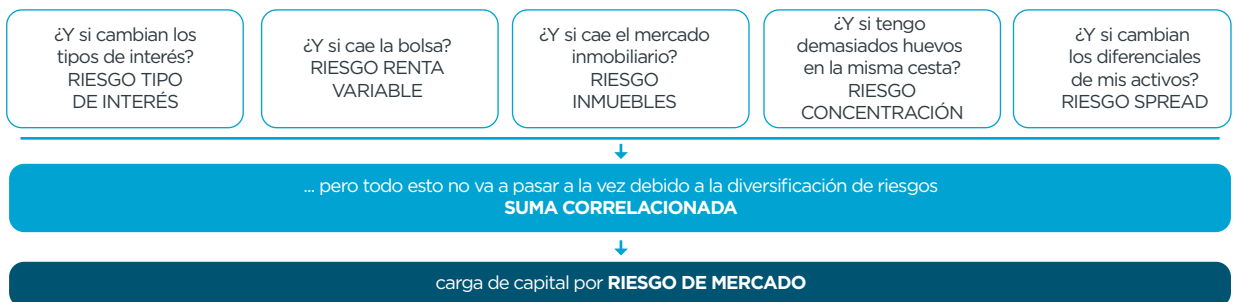 ¿Y si cambian los
tipos de interés?
RIESGO TIPO
DE INTERÉS
¿Y si cae la bolsa?
RIESGO RENTA
VARIABLE
¿Y si cae el mercado
inmobiliario?
RIESGO
INMUEBLES
¿Y si tengo
demasiados huevos
en la misma cesta?
RIESGO
CONCENTRACIÓN
¿Y si cambian
los diferenciales
de mis activos?
RIESGO SPREAD
... pero todo esto no va a pasar a la vez debido a la diversificación de riesgos
SUMA CORRELACIONADA
carga de capital por RIESGO DE MERCADO